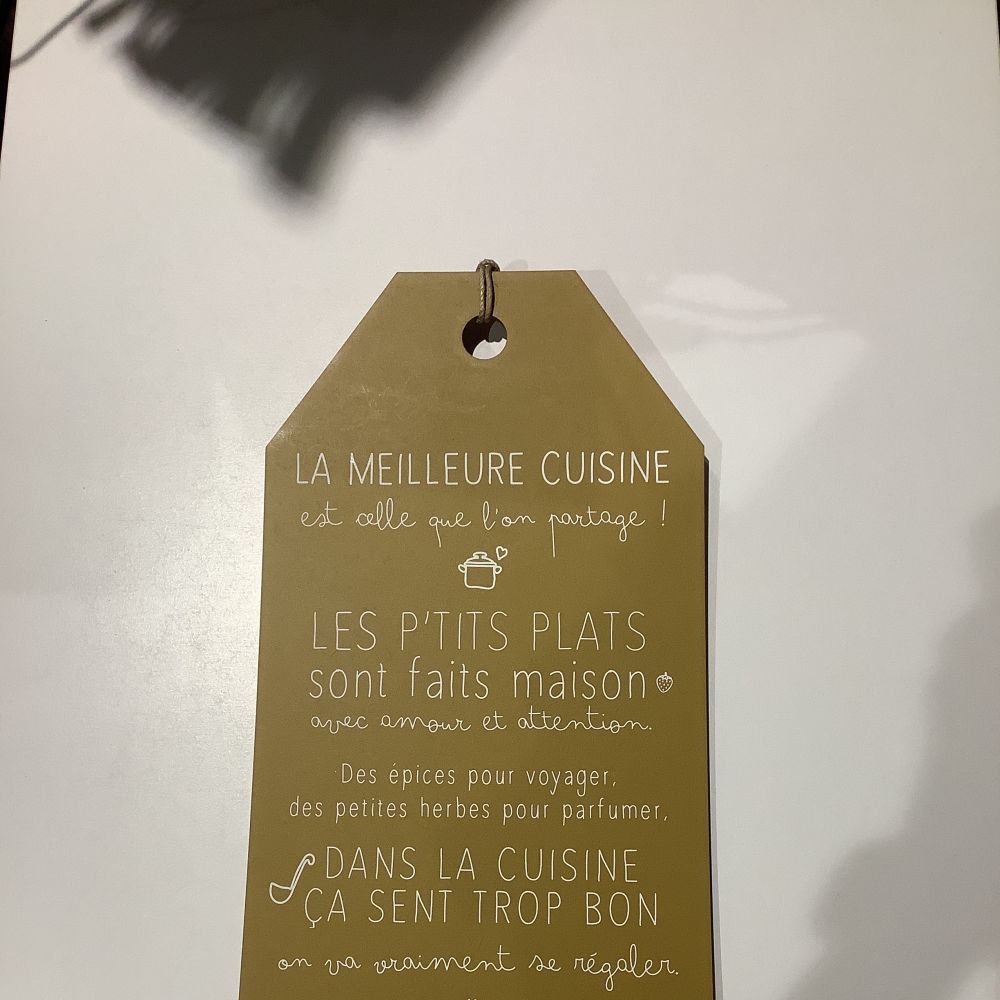 LA MEILLEURE CUISINE
est celle que l'on partage !
LES P'TITS PLATS
sont faits maison
avec amour et attention.
Des épices pour voyager,
des petites herbes pour parfumer,
DANS LA CUISINE
ÇA SENT TROP BON
on va vraiment se régaler.